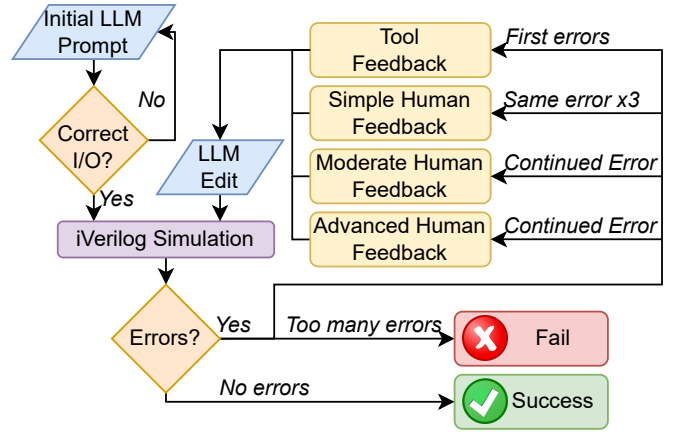 Initial LLM
Prompt
No
Correct
I/O?
Yes
LLM
Edit
iVerilog Simulation
Tool
Feedback
First errors
Simple Human
Feedback
Same error x3
Moderate Human
Feedback
Continued Error
Advanced Human
Feedback
Continued Error
Errors?
Yes
Too many errors
Fail
No errors
Success